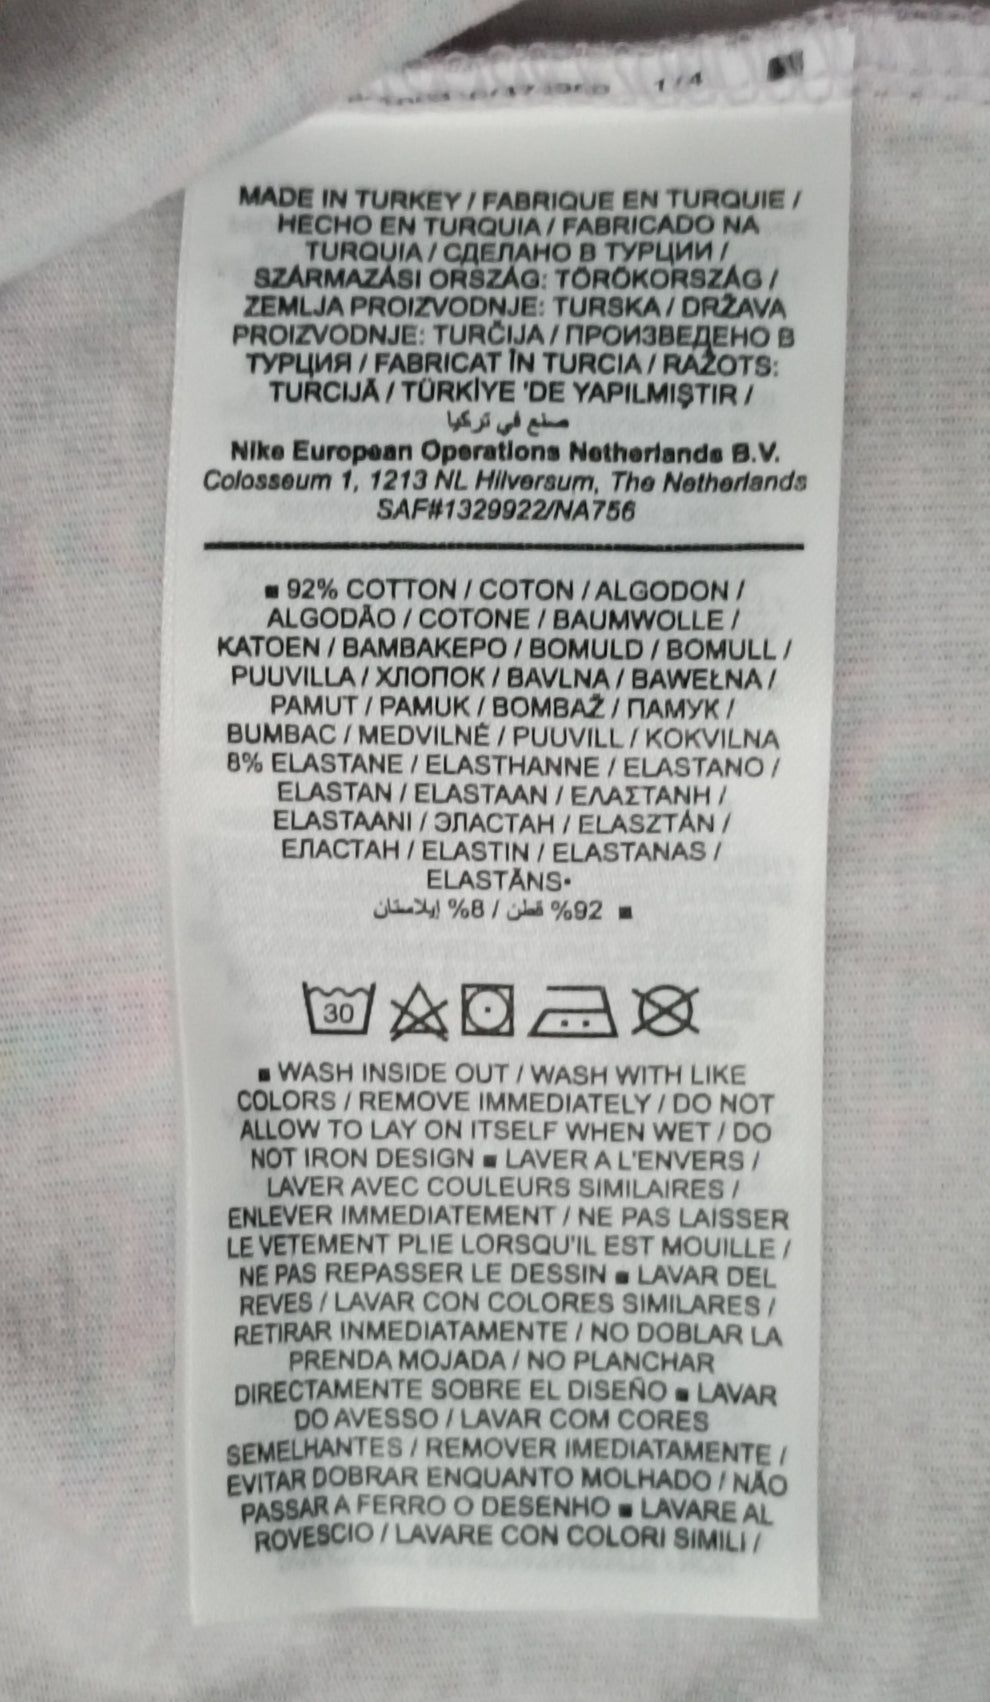 1/4
MADE IN TURKEY / FABRIQUE EN TURQUIE /
HECHO EN TURQUIA / FABRICADO NA
TURQUIA / СДЕЛАНО В ТУРЦИИ /
SZÁRMAZÁSI ORSZÁG: TÖRÖKORSZÁG /
ZEMLJA PROIZVODNJE: TURSKA / DRŽAVA
PROIZVODNJE: TURČIJA / ПРОИЗВЕДЕНО В
ТУРЦИЯ / FABRICAT ÎN TURCIA / RAŽOTS:
TURCIJĀ / TÜRKİYE 'DE YAPILMIŞTIR /
صنع في تركيا
Nike European Operations Netherlands B.V.
Colosseum 1, 1213 NL Hilversum, The Netherlands
SAF#1329922/NA756
■ 92% COTTON / COTON / ALGODON /
ALGODÃO / COTONE / BAUMWOLLE /
KATOEN / ΒΑΜΒΑΚΕΡΟ / BOMULD / BOMULL /
PUUVILLA / ХЛОПОК / BAVLNA / BAWEŁNA /
PAMUT / PAMUK / BOMBAŽ / ПАМУК /
BUMBAC / MEDVILNĖ / PUUVILL / KOKVILNA
8% ELASTANE / ELASTHANNE / ELASTANO /
ELASTAN / ELASTAAN / ΕΛΑΣΤΑΝΗ /
ELASTAANI / ЭЛАСТАН / ELASZTÁN /
ЕЛАСТАН / ELASTIN / ELASTANAS /
ELASTĀNS•
■ 92% قطن / 8% إيلاستان
30
■ WASH INSIDE OUT / WASH WITH LIKE
COLORS / REMOVE IMMEDIATELY / DO NOT
ALLOW TO LAY ON ITSELF WHEN WET / DO
NOT IRON DESIGN ■ LAVER A L'ENVERS /
LAVER AVEC COULEURS SIMILAIRES /
ENLEVER IMMEDIATEMENT / NE PAS LAISSER
LE VETEMENT PLIE LORSQU'IL EST MOUILLE /
NE PAS REPASSER LE DESSIN ■ LAVAR DEL
REVES / LAVAR CON COLORES SIMILARES /
RETIRAR INMEDIATAMENTE / NO DOBLAR LA
PRENDA MOJADA / NO PLANCHAR
DIRECTAMENTE SOBRE EL DISEÑO ■ LAVAR
DO AVESSO / LAVAR COM CORES
SEMELHANTES / REMOVER IMEDIATAMENTE /
EVITAR DOBRAR ENQUANTO MOLHADO / NÃO
PASSAR A FERRO O DESENHO ■ LAVARE AL
ROVESCIO / LAVARE CON COLORI SIMILI /